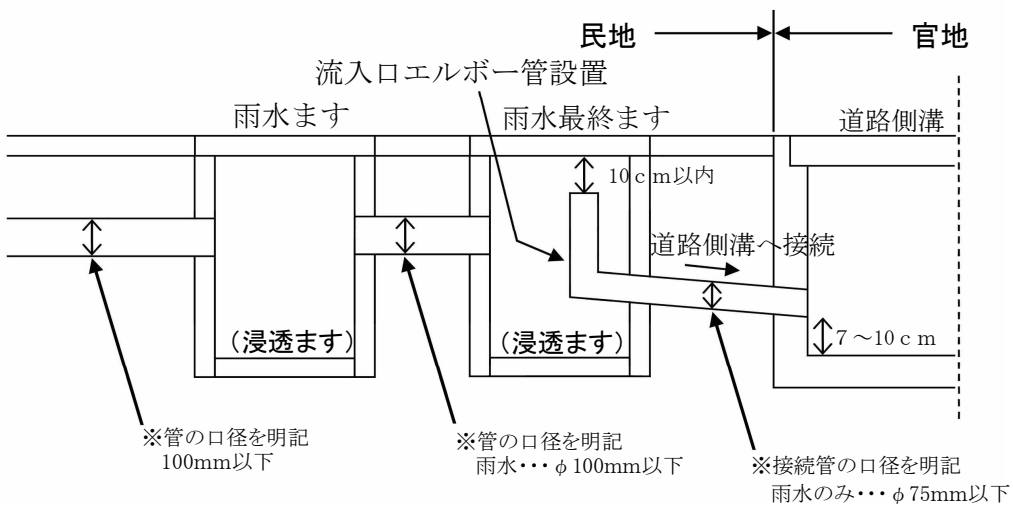 民地
官地
流入口エルボー管設置
雨水ます
雨水最終ます
道路側溝
10ｃｍ以内
道路側溝へ接続
(浸透ます)
(浸透ます)
7～10ｃｍ
※管の口径を明記
100mm以下
※管の口径を明記
雨水･･･φ100mm以下
※接続管の口径を明記
雨水のみ･･･φ75mm以下